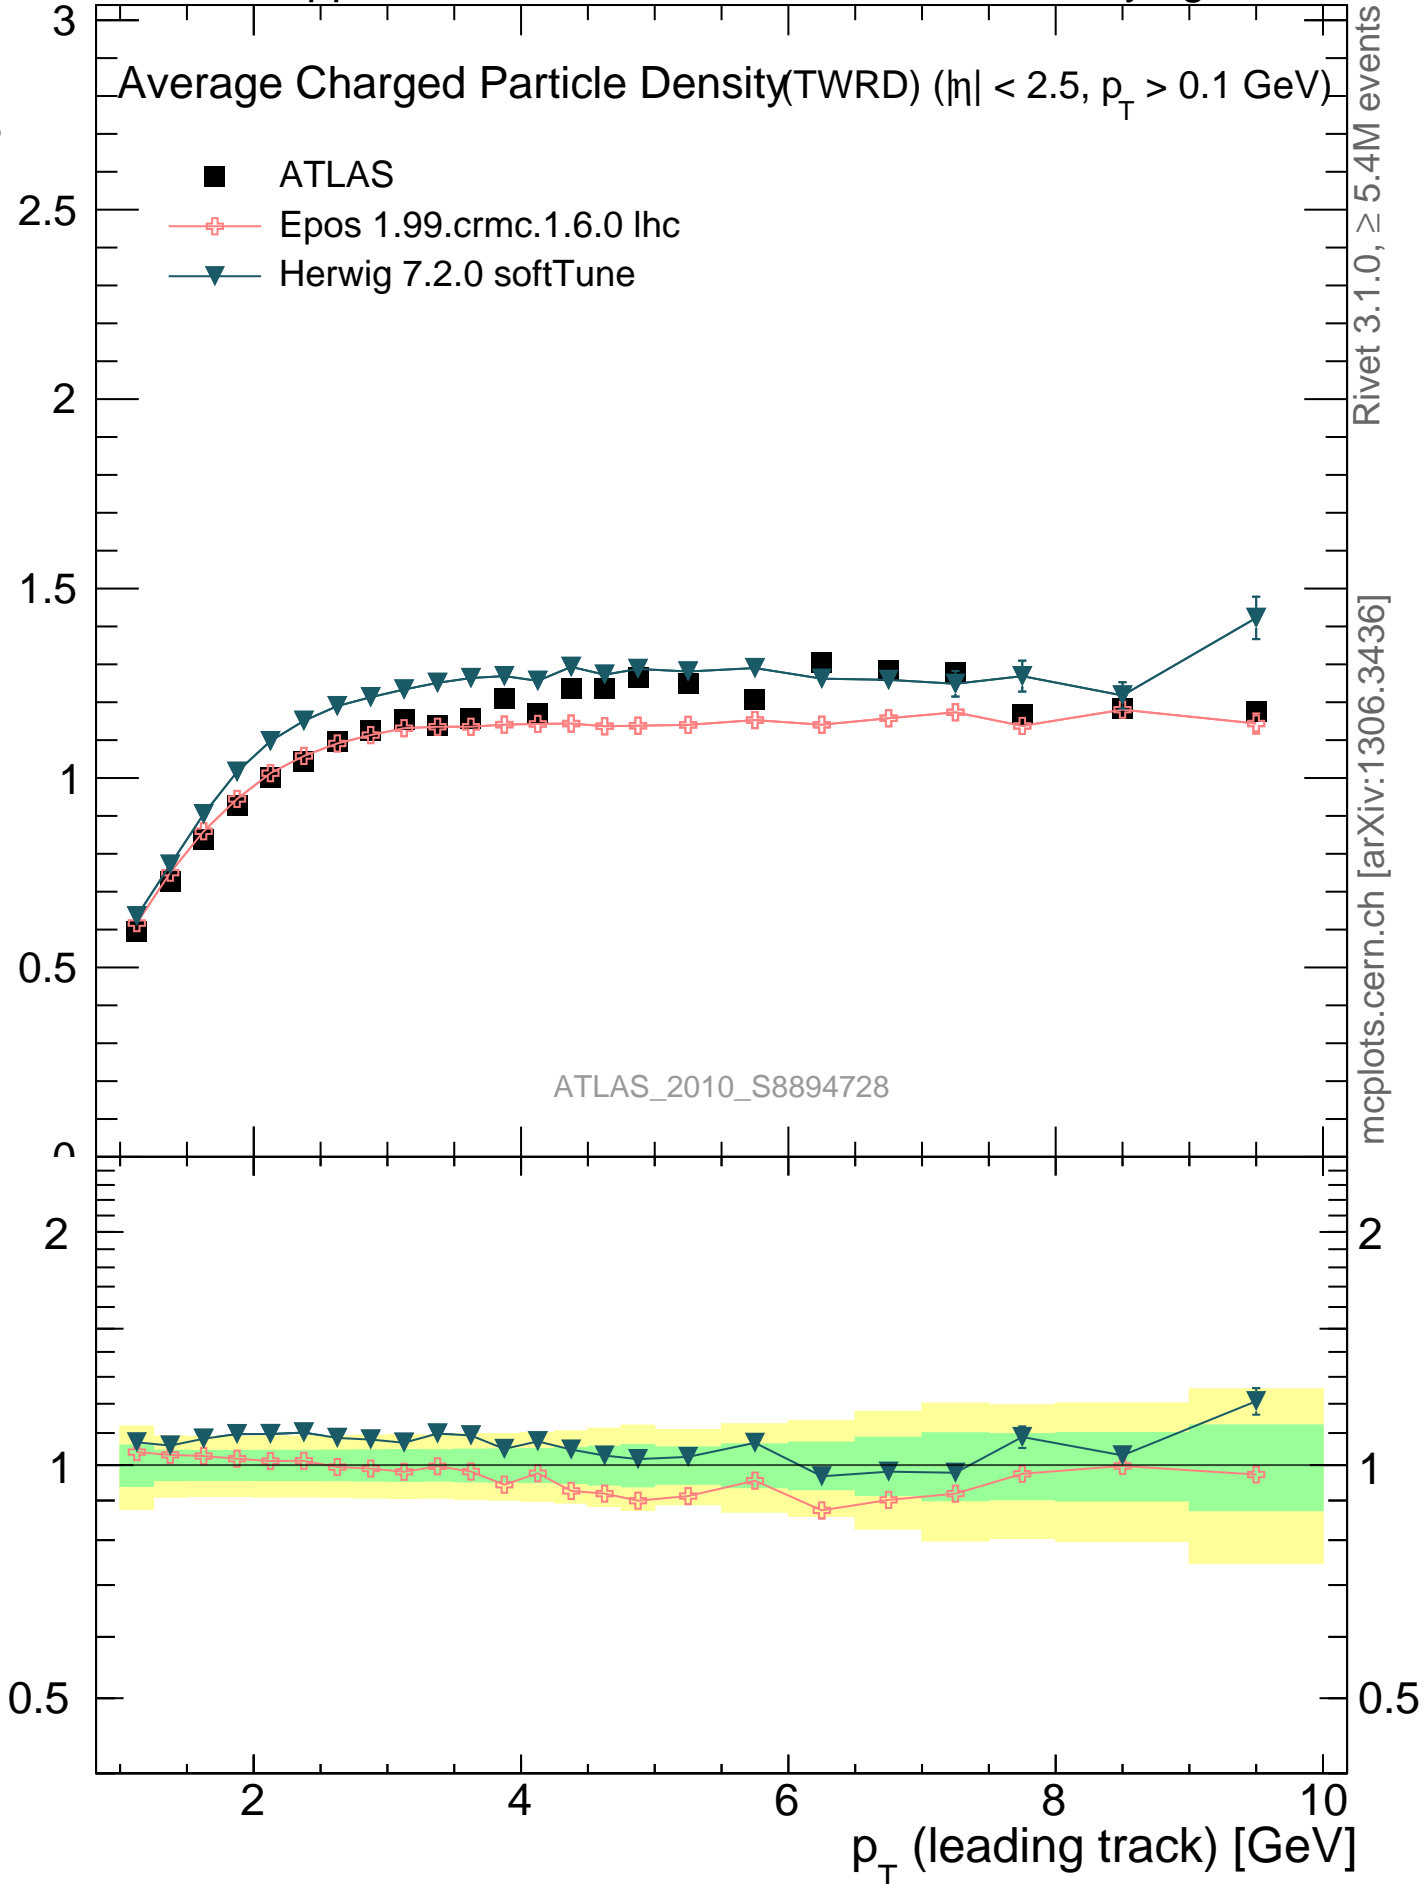 Average Charged Particle Density (TWRD) (|η| < 2.5, p_T > 0.1 GeV)
ATLAS
Epos 1.99.crmc.1.6.0 lhc
Herwig 7.2.0 softTune
3
2.5
2
1.5
1
0.5
0
ATLAS_2010_S8894728
Rivet 3.1.0, ≥ 5.4M events
mcplots.cern.ch [arXiv:1306.3436]
2
1
0.5
2
1
0.5
2 4 6 8 10
p_T (leading track) [GeV]